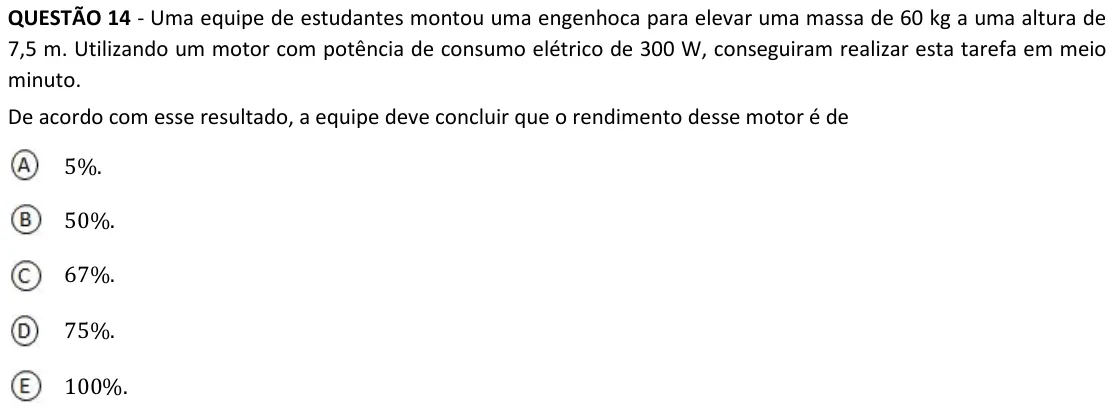 QUESTÃO 14 - Uma equipe de estudantes montou uma engenhoca para elevar uma massa de 60 kg a uma altura de
7,5 m. Utilizando um motor com potência de consumo elétrico de 300 W, conseguiram realizar esta tarefa em meio
minuto.
De acordo com esse resultado, a equipe deve concluir que o rendimento desse motor é de
A 5%.
B 50%.
C 67%.
D 75%.
E 100%.